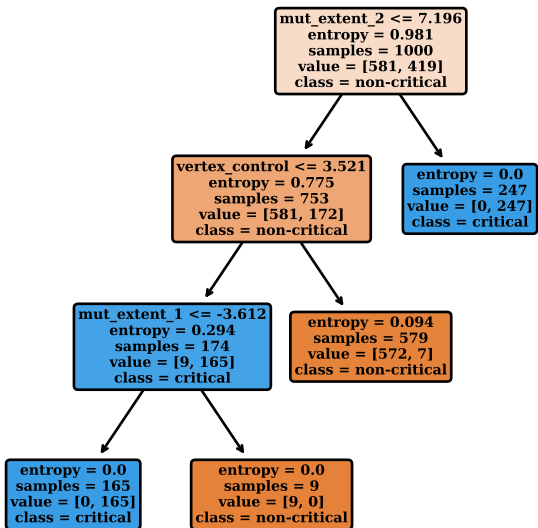 mut_extent_2 <= 7.196
entropy = 0.981
samples = 1000
value = [581, 419]
class = non-critical
vertex_control <= 3.521
entropy = 0.775
samples = 753
value = [581, 172]
class = non-critical
entropy = 0.0
samples = 247
value = [0, 247]
class = critical
mut_extent_1 <= -3.612
entropy = 0.294
samples = 174
value = [9, 165]
class = critical
entropy = 0.094
samples = 579
value = [572, 7]
class = non-critical
entropy = 0.0
samples = 165
value = [0, 165]
class = critical
entropy = 0.0
samples = 9
value = [9, 0]
class = non-critical